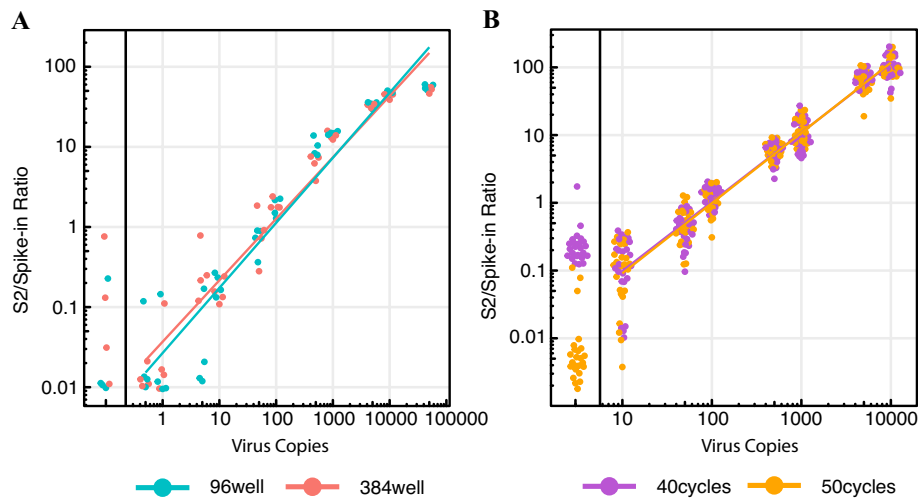 A
S2/Spike-in Ratio
100
10
1
0.1
0.01
1
10
100
1000
10000
100000
Virus Copies
96well
384well
B
S2/Spike-in Ratio
100
10
1
0.1
0.01
10
100
1000
10000
Virus Copies
40cycles
50cycles